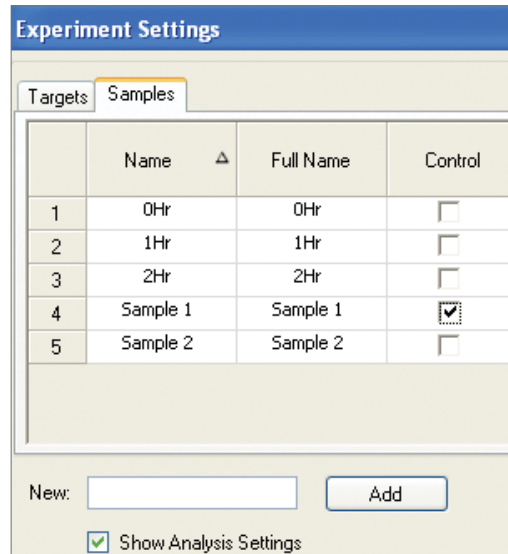 Experiment Settings
Targets Samples
Name Full Name Control
1 0Hr 0Hr
2 1Hr 1Hr
3 2Hr 2Hr
4 Sample 1 Sample 1
5 Sample 2 Sample 2
New: Add
Show Analysis Settings